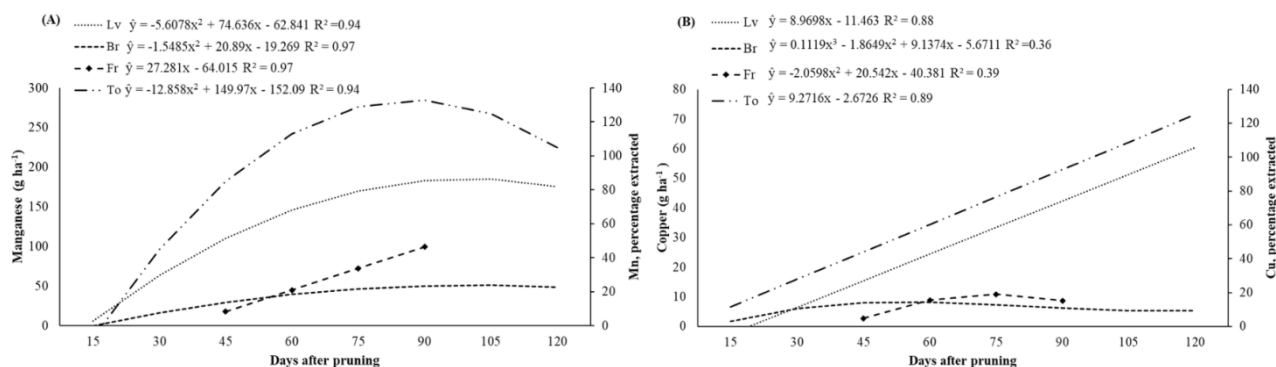 (A)
Lv ŷ = -5.6078x² + 74.636x - 62.841 R² =0.94
Br ŷ = -1.5485x² + 20.89x - 19.269 R² = 0.97
Fr ŷ = 27.281x - 64.015 R² = 0.97
To ŷ = -12.858x² + 149.97x - 152.09 R² = 0.94
Manganese (g ha⁻¹)
300
250
200
150
100
50
0
15 30 45 60 75 90 105 120
Days after pruning
140
120
100
80
60
40
20
0
Mn, percentage extracted
(B)
Lv ŷ = 8.9698x - 11.463 R² = 0.88
Br ŷ = 0.1119x³ - 1.8649x² + 9.1374x - 5.6711 R² =0.36
Fr ŷ = -2.0598x² + 20.542x - 40.381 R² = 0.39
To ŷ = 9.2716x - 2.6726 R² = 0.89
Copper (g ha⁻¹)
80
70
60
50
40
30
20
10
0
15 30 45 60 75 90 105 120
Days after pruning
140
120
100
80
60
40
20
0
Cu, percentage extracted